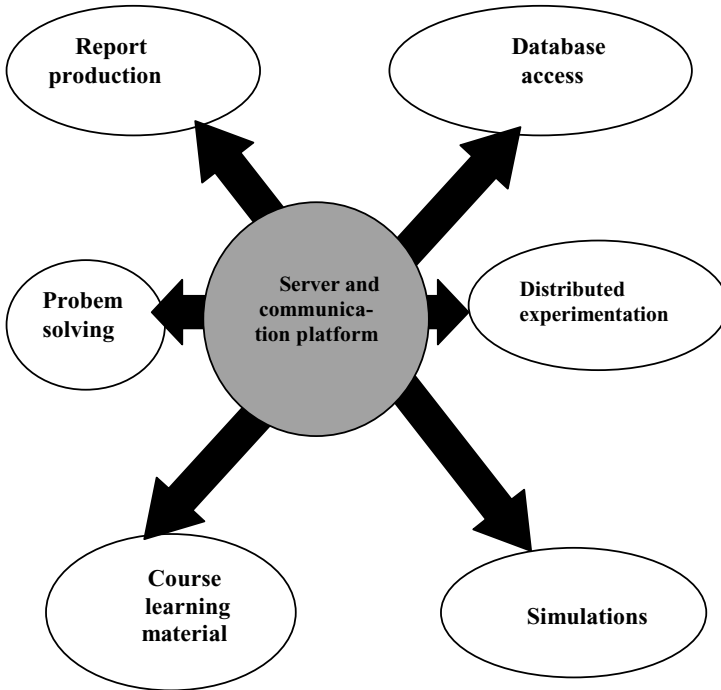 Report
production
Database
access
Server and
communica-
tion platform
Probem
solving
Distributed
experimentation
Course
learning
material
Simulations